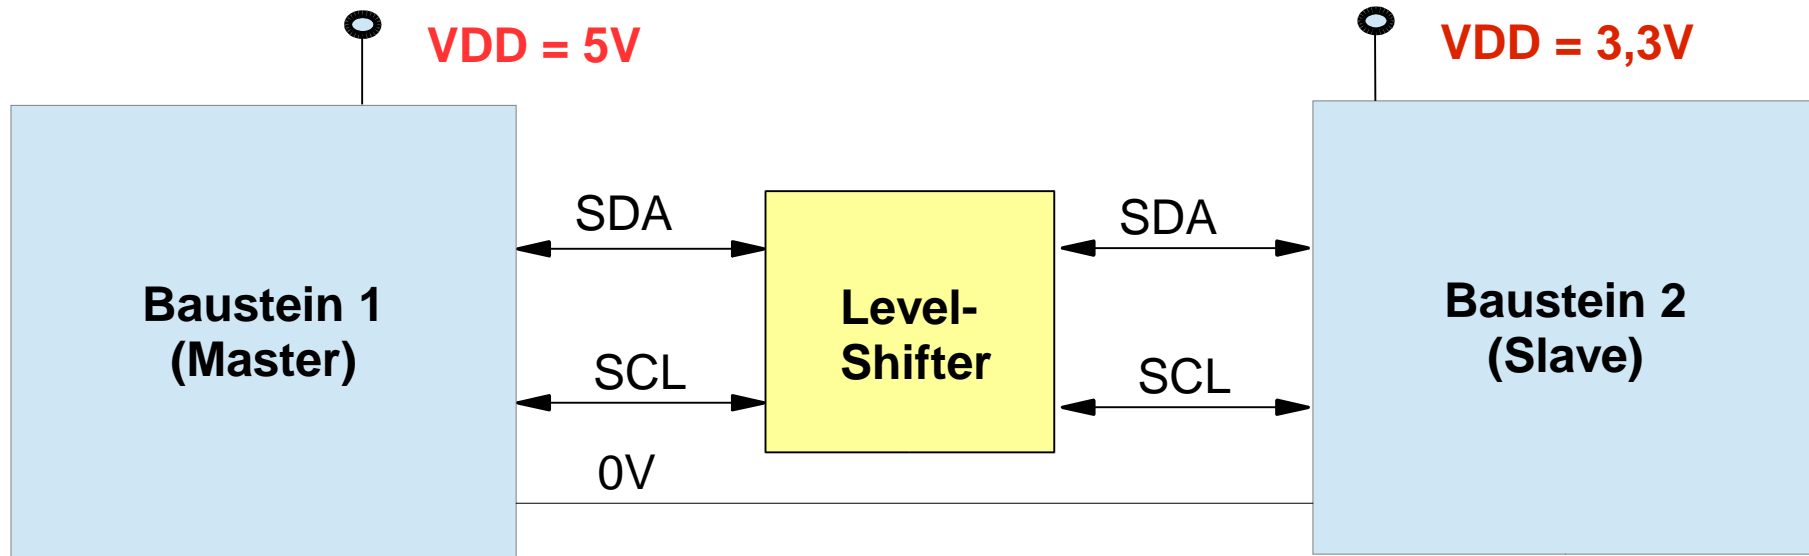 VDD = 5V
VDD = 3,3V
SDA
SDA
Baustein 1
(Master)
Level-
Shifter
Baustein 2
(Slave)
SCL
SCL
0V